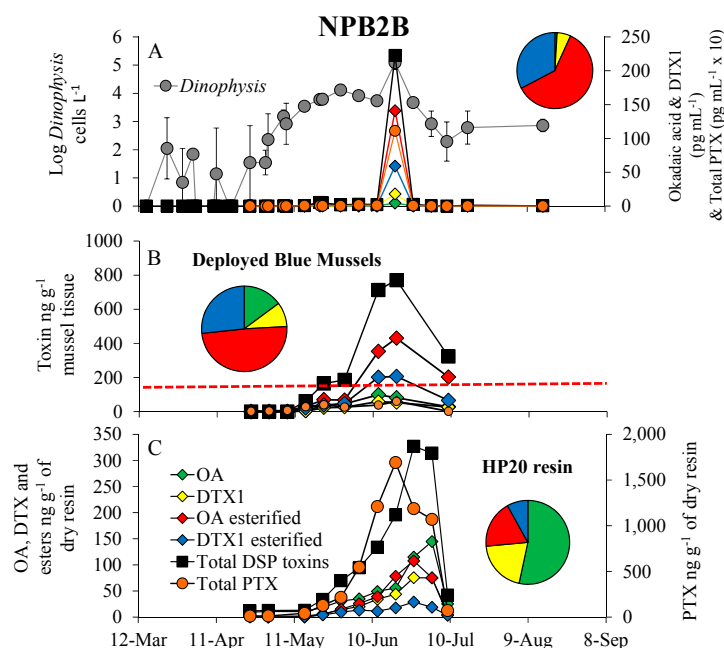 NPB2B
A
Dinophysis
Log Dinophysis
cells L⁻¹
6
5
4
3
2
1
0
250
200
150
100
50
0
Okadaic acid & DTX1
(pg mL⁻¹)
& Total PTX (pg mL⁻¹ x 10)
B
Deployed Blue Mussels
Toxin ng g⁻¹
mussel tissue
1000
800
600
400
200
0
C
HP20 resin
OA, DTX and
esters ng g⁻¹ of
dry resin
350
300
250
200
150
100
50
0
OA
DTX1
OA esterified
DTX1 esterified
Total DSP toxins
Total PTX
2,000
1,500
1,000
500
0
PTX ng g⁻¹ of dry resin
12-Mar 11-Apr 11-May 10-Jun 10-Jul 9-Aug 8-Sep